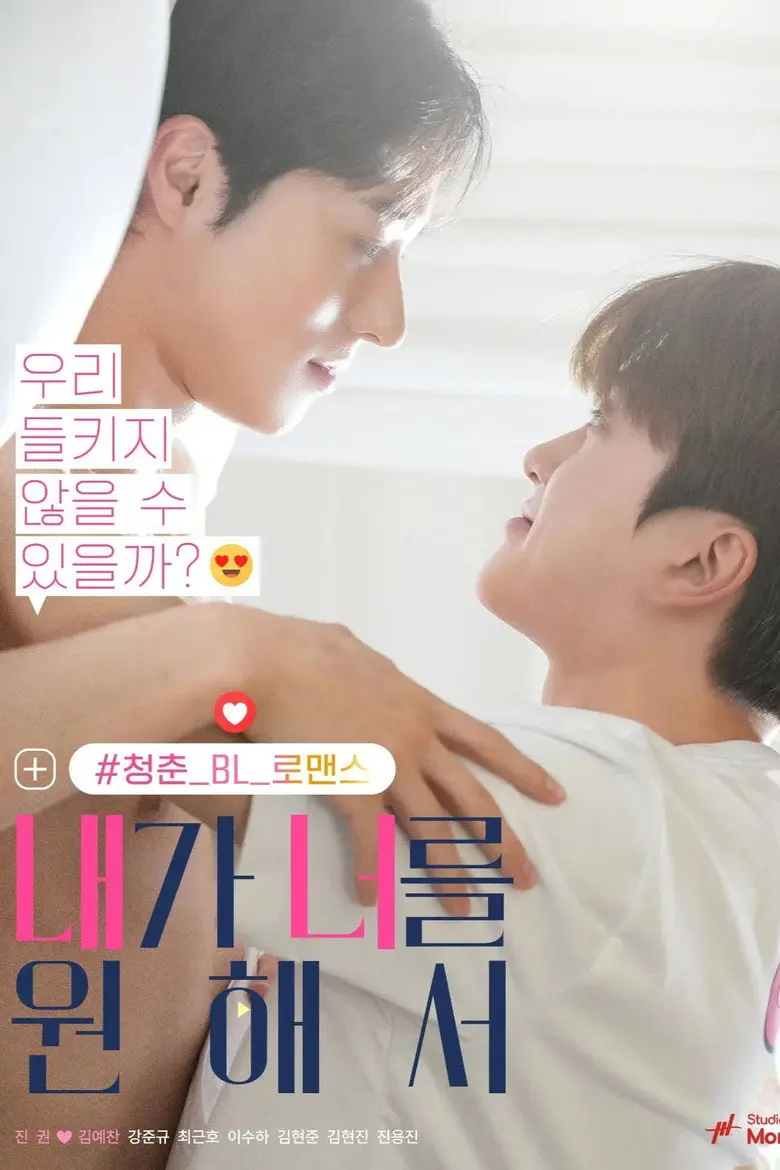 우리
들키지
않을 수
있을까?😍
#청춘_BL_로맨스
내가 너를
원해서
진 권 ♥ 김예찬 강준규 최근호 이수하 김현준 김현진 진용진
Studio